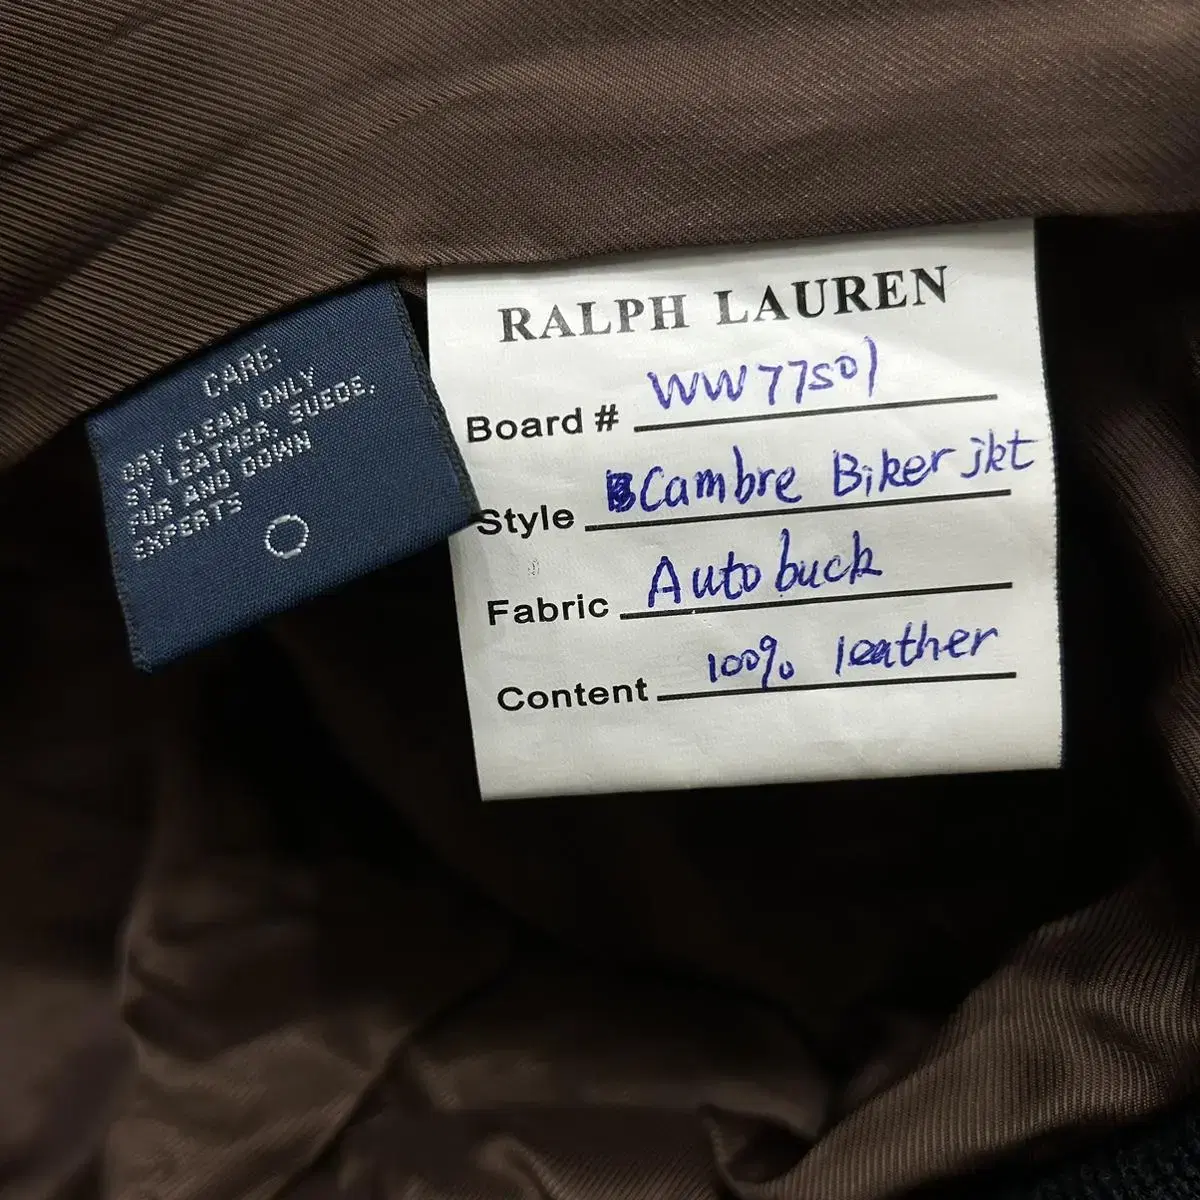 CARE:
DRY CLEAN ONLY
BY LEATHER, SUEDE,
FUR AND DOWN
EXPERTS
RALPH LAUREN
Board # WW77S01
Style Cambre Biker jkt
Fabric Autobuck
Content 100% leather